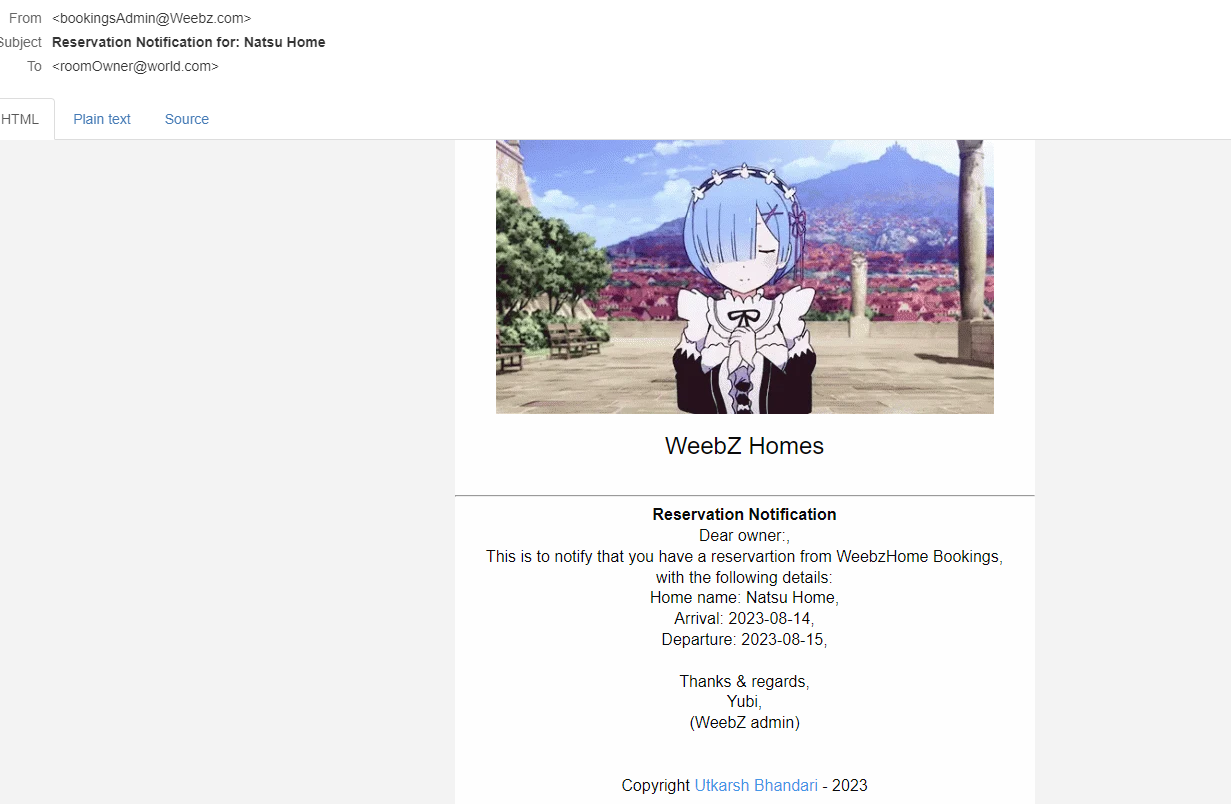 From <bookingsAdmin@Weebz.com>
Subject Reservation Notification for: Natsu Home
To <roomOwner@world.com>
HTML Plain text Source
WeebZ Homes
Reservation Notification
Dear owner:,
This is to notify that you have a reservartion from WeebzHome Bookings,
with the following details:
Home name: Natsu Home,
Arrival: 2023-08-14,
Departure: 2023-08-15,
Thanks & regards,
Yubi,
(WeebZ admin)
Copyright Utkarsh Bhandari - 2023